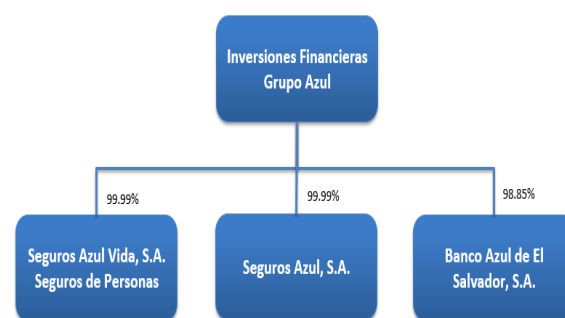 Inversiones Financieras
Grupo Azul
99.99%
99.99%
98.85%
Seguros Azul Vida, S.A.
Seguros de Personas
Seguros Azul, S.A.
Banco Azul de El
Salvador, S.A.